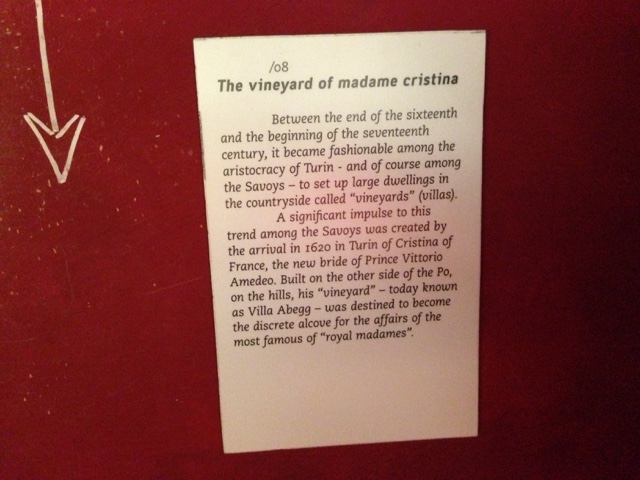 /08
The vineyard of madame cristina
Between the end of the sixteenth
and the beginning of the seventeenth
century, it became fashionable among the
aristocracy of Turin - and of course among
the Savoys – to set up large dwellings in
the countryside called "vineyards" (villas).
A significant impulse to this
trend among the Savoys was created by
the arrival in 1620 in Turin of Cristina of
France, the new bride of Prince Vittorio
Amedeo. Built on the other side of the Po,
on the hills, his "vineyard" – today known
as Villa Abegg – was destined to become
the discrete alcove for the affairs of the
most famous of "royal madames".